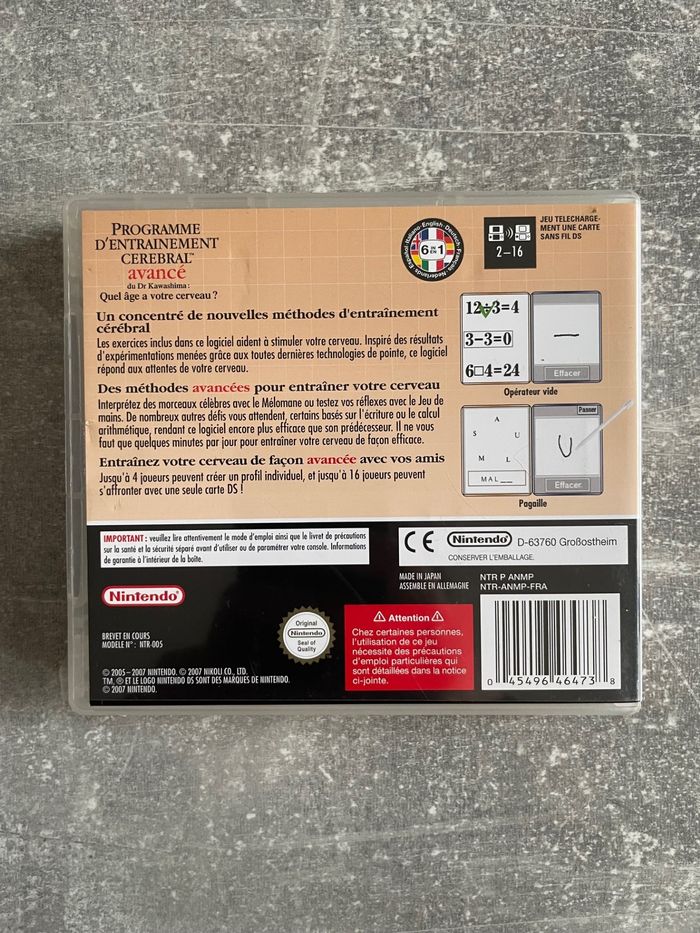 PROGRAMME
D'ENTRAINEMENT
CEREBRAL™
avancé
du Dr Kawashima :
Quel âge a votre cerveau ?
English·Deutsch·Français·Nederlands·Español·Italiano
6 IN EN 1
2–16
JEU TELECHARGE-
MENT UNE CARTE
SANS FIL DS
Un concentré de nouvelles méthodes d'entraînement
cérébral
Les exercices inclus dans ce logiciel aident à stimuler votre cerveau. Inspiré des résultats
d'expérimentations menées grâce aux toutes dernières technologies de pointe, ce logiciel
répond aux attentes de votre cerveau.
Des méthodes avancées pour entraîner votre cerveau
Interprétez des morceaux célèbres avec le Mélomane ou testez vos réflexes avec le Jeu de
mains. De nombreux autres défis vous attendent, certains basés sur l'écriture ou le calcul
arithmétique, rendant ce logiciel encore plus efficace que son prédécesseur. Il ne vous
faut que quelques minutes par jour pour entraîner votre cerveau de façon efficace.
Entraînez votre cerveau de façon avancée avec vos amis
Jusqu'à 4 joueurs peuvent créer un profil individuel, et jusqu'à 16 joueurs peuvent
s'affronter avec une seule carte DS !
12÷3=4
3-3=0
6□4=24
Effacer
Opérateur vide
A
S U
M L
MAL__
Passer
U
Effacer
Pagaille
IMPORTANT : veuillez lire attentivement le mode d'emploi ainsi que le livret de précautions
sur la santé et la sécurité séparé avant d'utiliser ou de paramétrer votre console. Informations
de garantie à l'intérieur de la boîte.
CE Nintendo D-63760 Großostheim
CONSERVER L'EMBALLAGE.
MADE IN JAPAN
ASSEMBLE EN ALLEMAGNE
NTR P ANMP
NTR-ANMP-FRA
Nintendo
BREVET EN COURS
MODELE N° : NTR-005
Original
Nintendo
Seal of
Quality
Attention
Chez certaines personnes,
l'utilisation de ce jeu
nécessite des précautions
d'emploi particulières qui
sont détaillées dans la notice
ci-jointe.
0 45496 46473 8
© 2005 – 2007 NINTENDO. © 2007 NIKOLI CO., LTD.
TM, ® ET LE LOGO NINTENDO DS SONT DES MARQUES DE NINTENDO.
© 2007 NINTENDO.